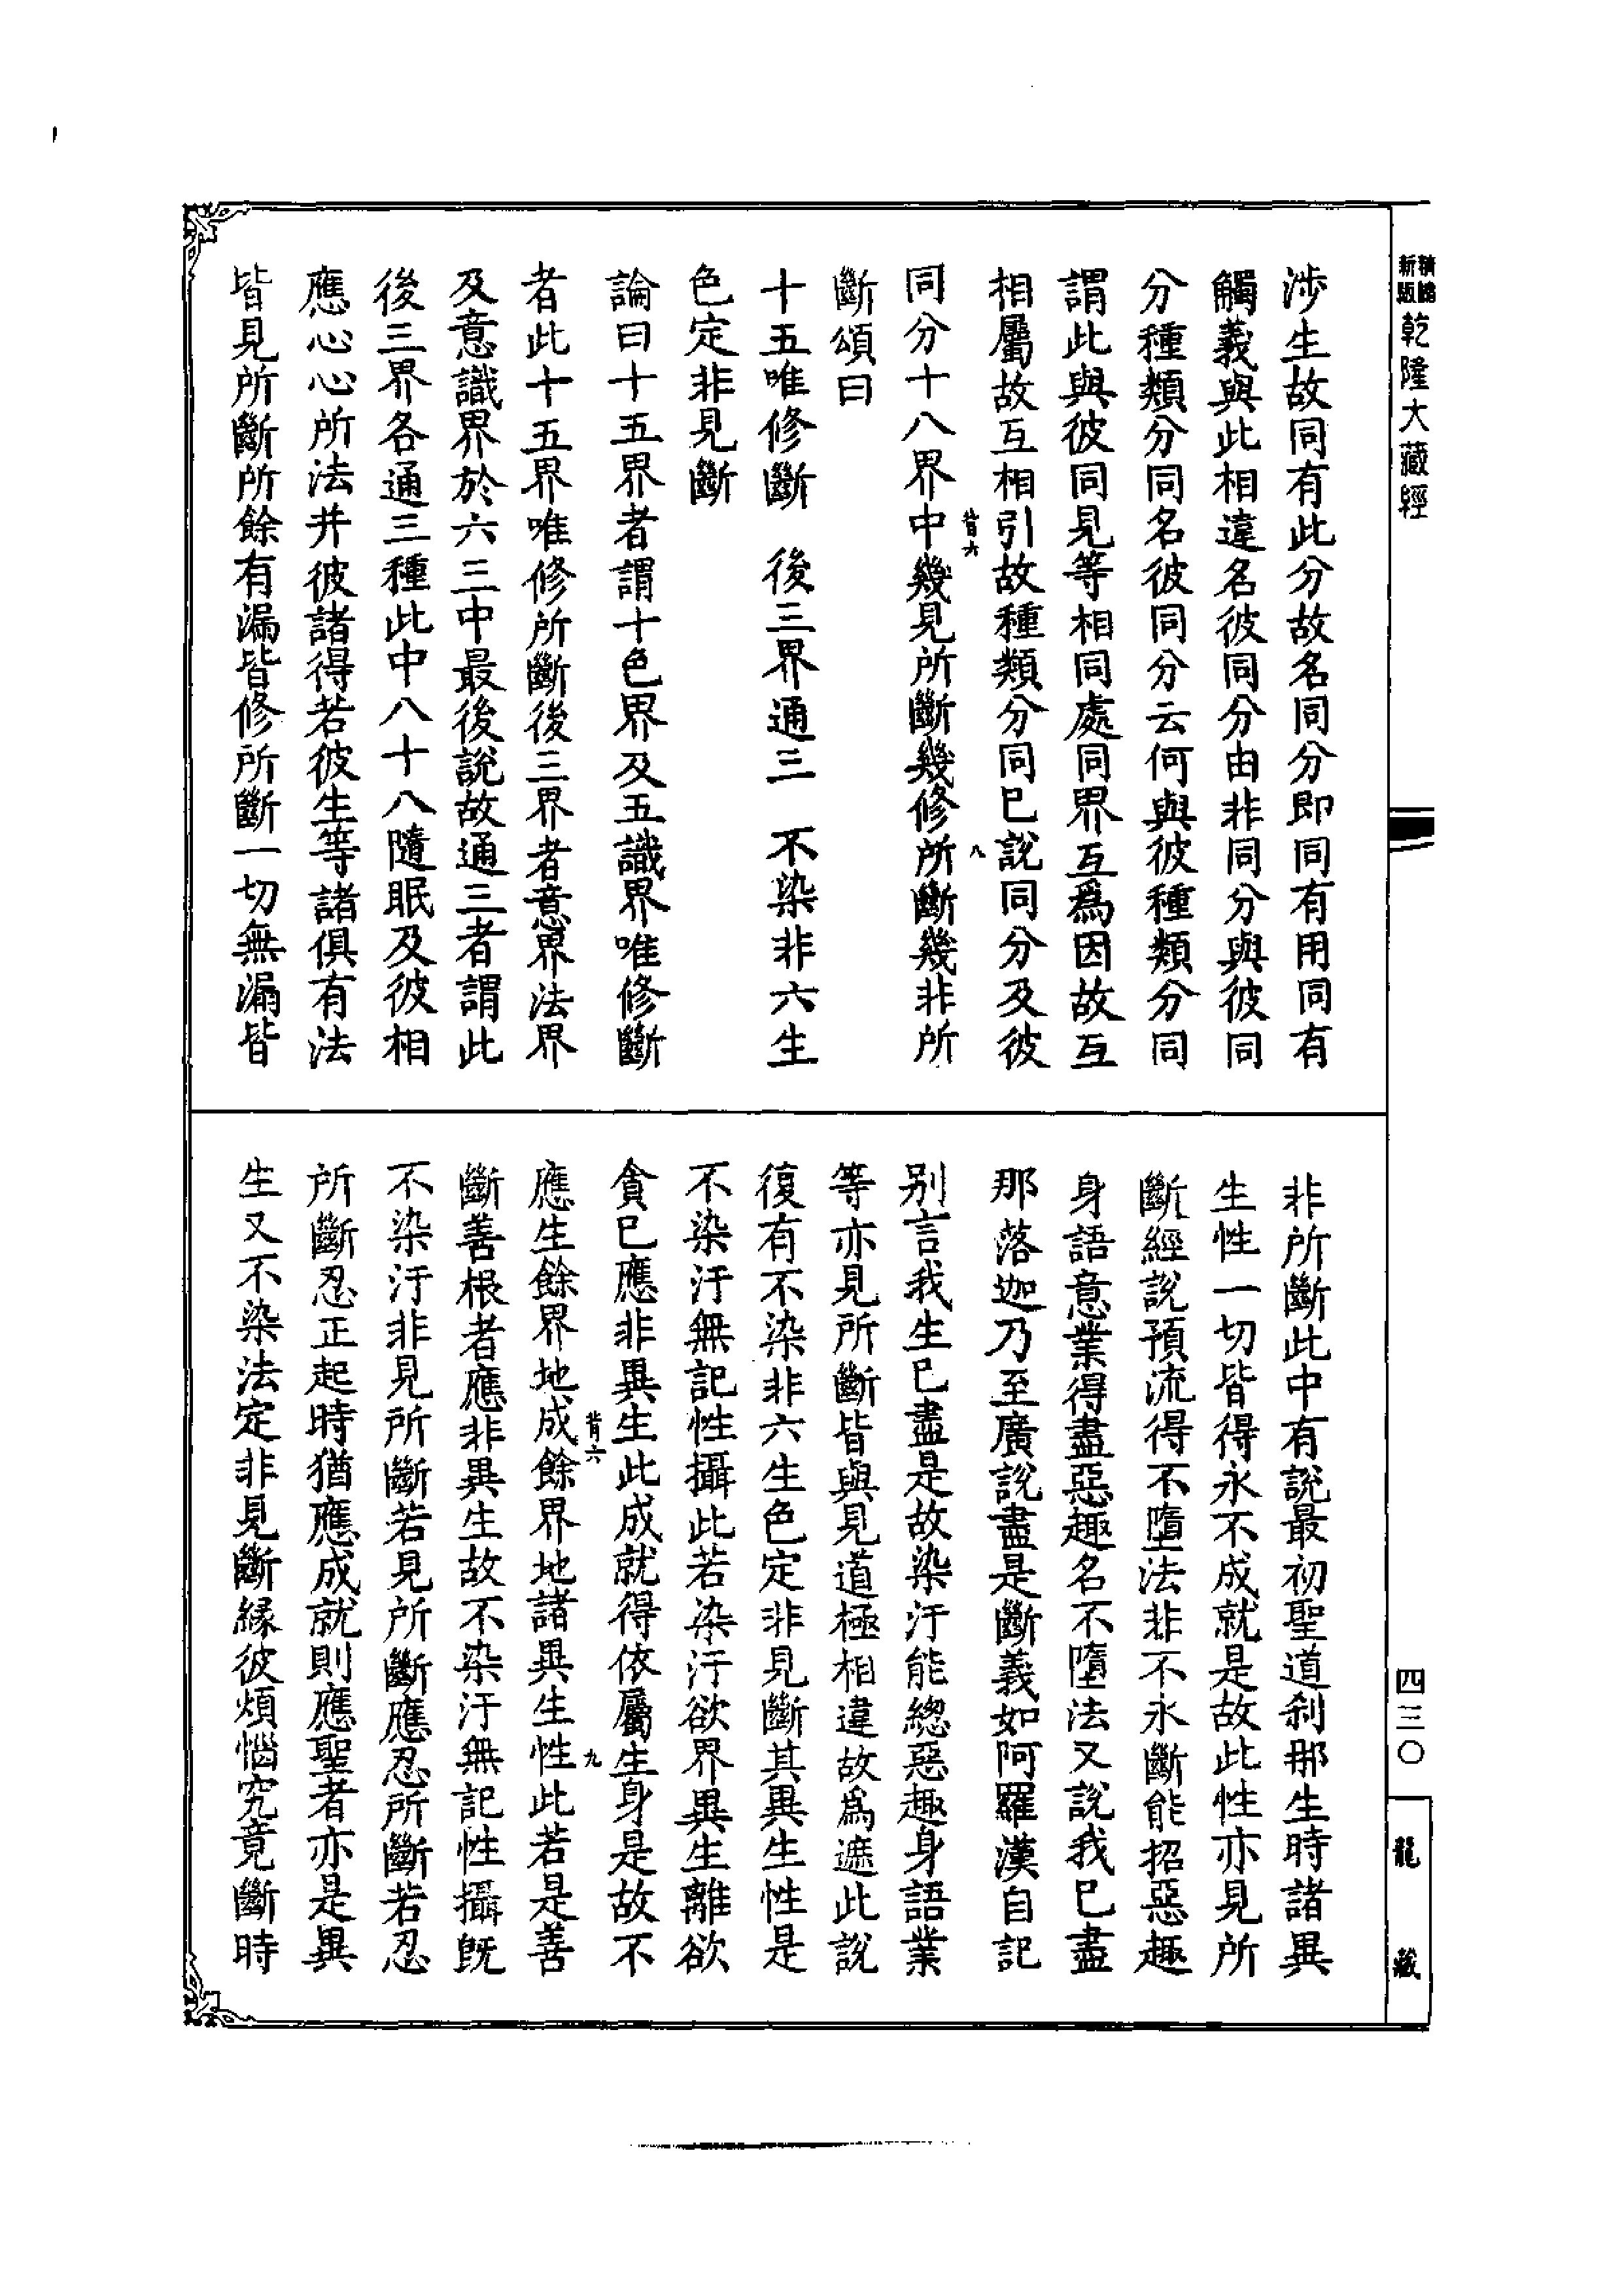 乾隆大藏經
涉生故同有此分故名同分即同有用同有
觸義與此相違名彼同分由非同分與彼同
分種類分同名彼同分云何與彼種類分同
謂此與彼同見等相同處同界互爲因故互
相屬故互相引故種類分同已說同分及彼
同分十八界中幾見所斷幾修所斷幾非所
斷頌曰
十五唯修斷　後三界通三　不染非六生
色定非見斷
論曰十五界者謂十色界及五識界唯修斷
者此十五界唯修所斷後三界者意界法界
及意識界於六三中最後說故通三者謂此
後三界各通三種此中八十八隨眠及彼相
應心心所法并彼諸得若彼生等諸俱有法
皆見所斷所餘有漏皆修所斷一切無漏皆
八
非所斷此中有說最初聖道刹那生時諸異
生性一切皆得永不成就是故此性亦見所
斷經說預流得不墮法非不永斷能招惡趣
身語意業得盡惡趣名不墮法又說我已盡
那落迦乃至廣說盡是斷義如阿羅漢自記
别言我生已盡是故染汙能總惡趣身語業
等亦見所斷皆與見道極相違故爲遮此說
復有不染非六生色定非見斷其異生性是
不染汙無記性攝此若染汙欲界異生離欲
貪已應非異生此成就得依屬生身是故不
應生餘界地成餘界地諸異生性此若是善
斷善根者應非異生故不染汙無記性攝旣
不染汙非見所斷若見所斷應忍所斷若忍
所斷忍正起時猶應成就則應聖者亦是異
生又不染法定非見斷緣彼煩惱究竟斷時
九
四三〇
龍藏